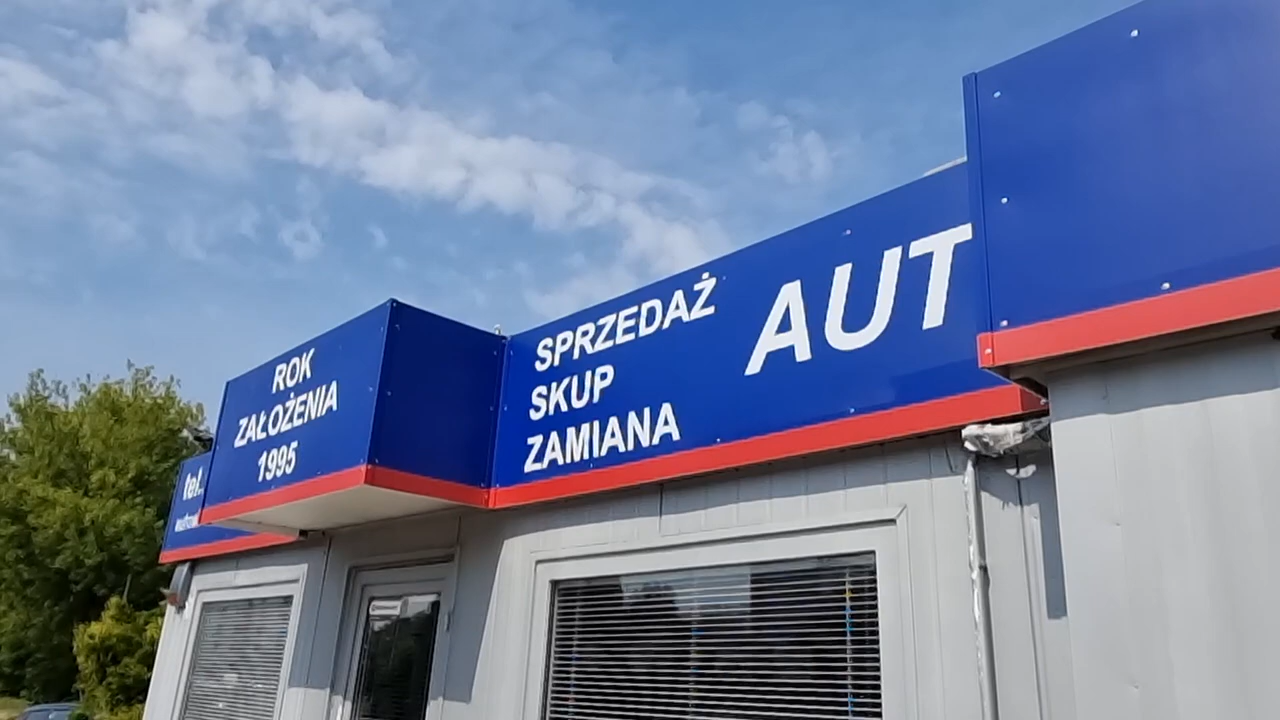 tel.
ROK
ZAŁOŻENIA
1995
SPRZEDAŻ
SKUP
ZAMIANA
AUT